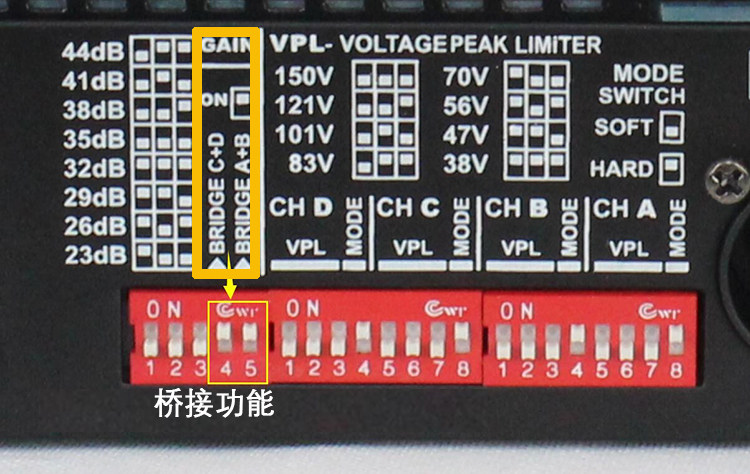 44dB
41dB
38dB
35dB
32dB
29dB
26dB
23dB
GAIN
ON
BRIDGE C+D
BRIDGE A+B
VPL- VOLTAGE PEAK LIMITER
150V
121V
101V
83V
70V
56V
47V
38V
MODE
SWITCH
SOFT
HARD
CH D
VPL
MODE
CH C
VPL
MODE
CH B
VPL
MODE
CH A
VPL
MODE
ON
1 2 3 4 5
ON
1 2 3 4 5 6 7 8
ON
1 2 3 4 5 6 7 8
桥接功能